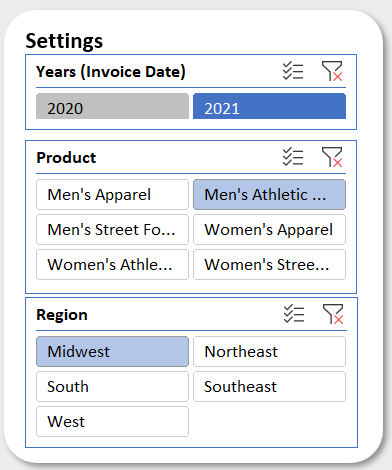 Settings
Years (Invoice Date)
2020 2021
Product
Men's Apparel Men's Athletic ...
Men's Street Fo... Women's Apparel
Women's Athle... Women's Stree...
Region
Midwest Northeast
South Southeast
West